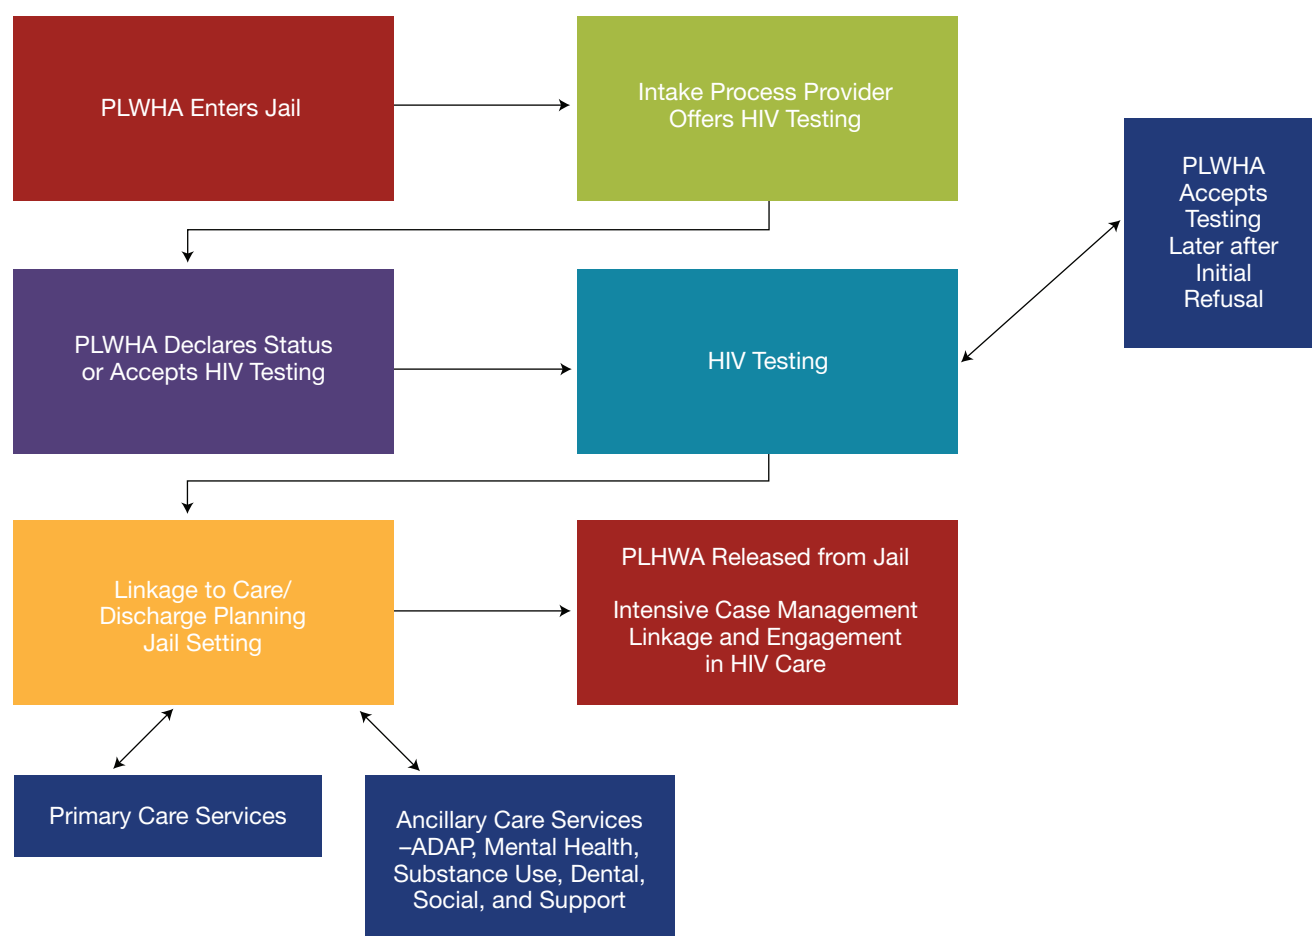 PLWHA Enters Jail
Intake Process Provider
Offers HIV Testing
PLWHA
Accepts
Testing
Later after
Initial
Refusal
PLWHA Declares Status
or Accepts HIV Testing
HIV Testing
Linkage to Care/
Discharge Planning
Jail Setting
PLHWA Released from Jail
Intensive Case Management
Linkage and Engagement
in HIV Care
Primary Care Services
Ancillary Care Services
–ADAP, Mental Health,
Substance Use, Dental,
Social, and Support